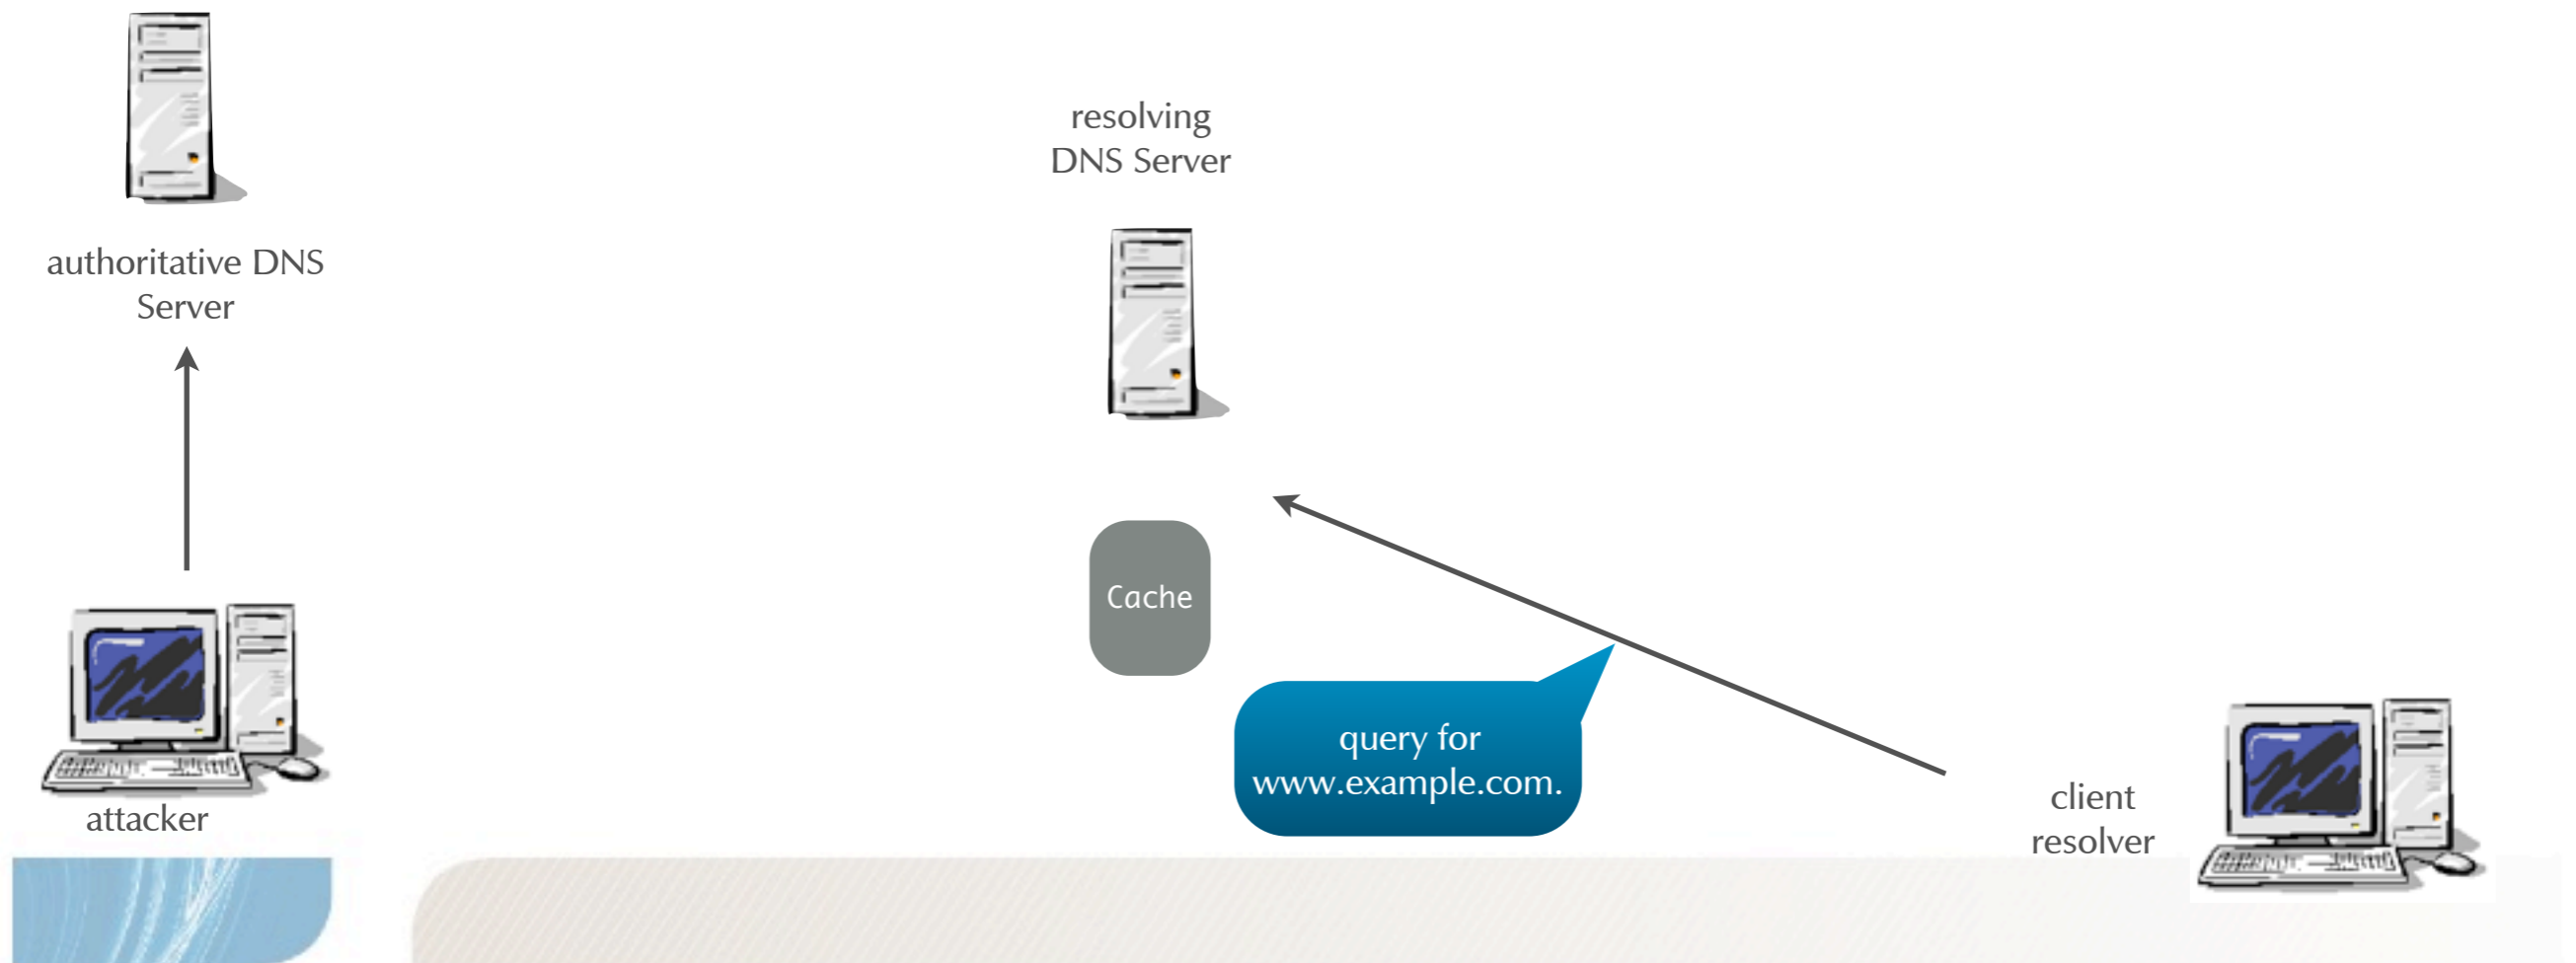 resolving
DNS Server
authoritative DNS
Server
Cache
query for
www.example.com.
attacker
client
resolver